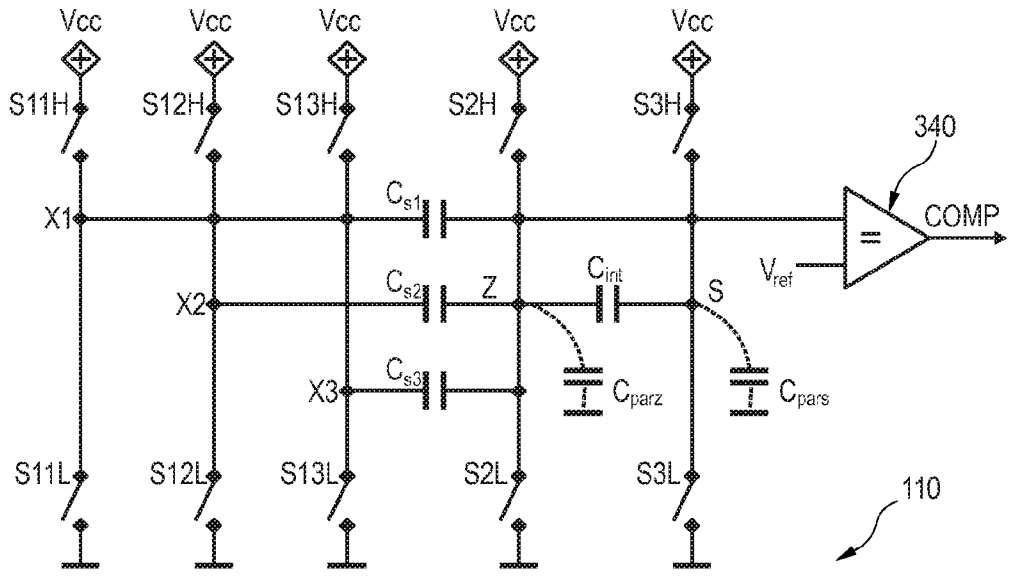 Vcc Vcc Vcc Vcc Vcc
S11H S12H S13H S2H S3H
340
Cs1
X1
COMP
=
Vref
Cs2 Z Cint S
X2
Cs3
X3
Cparz Cpars
S11L S12L S13L S2L S3L
110